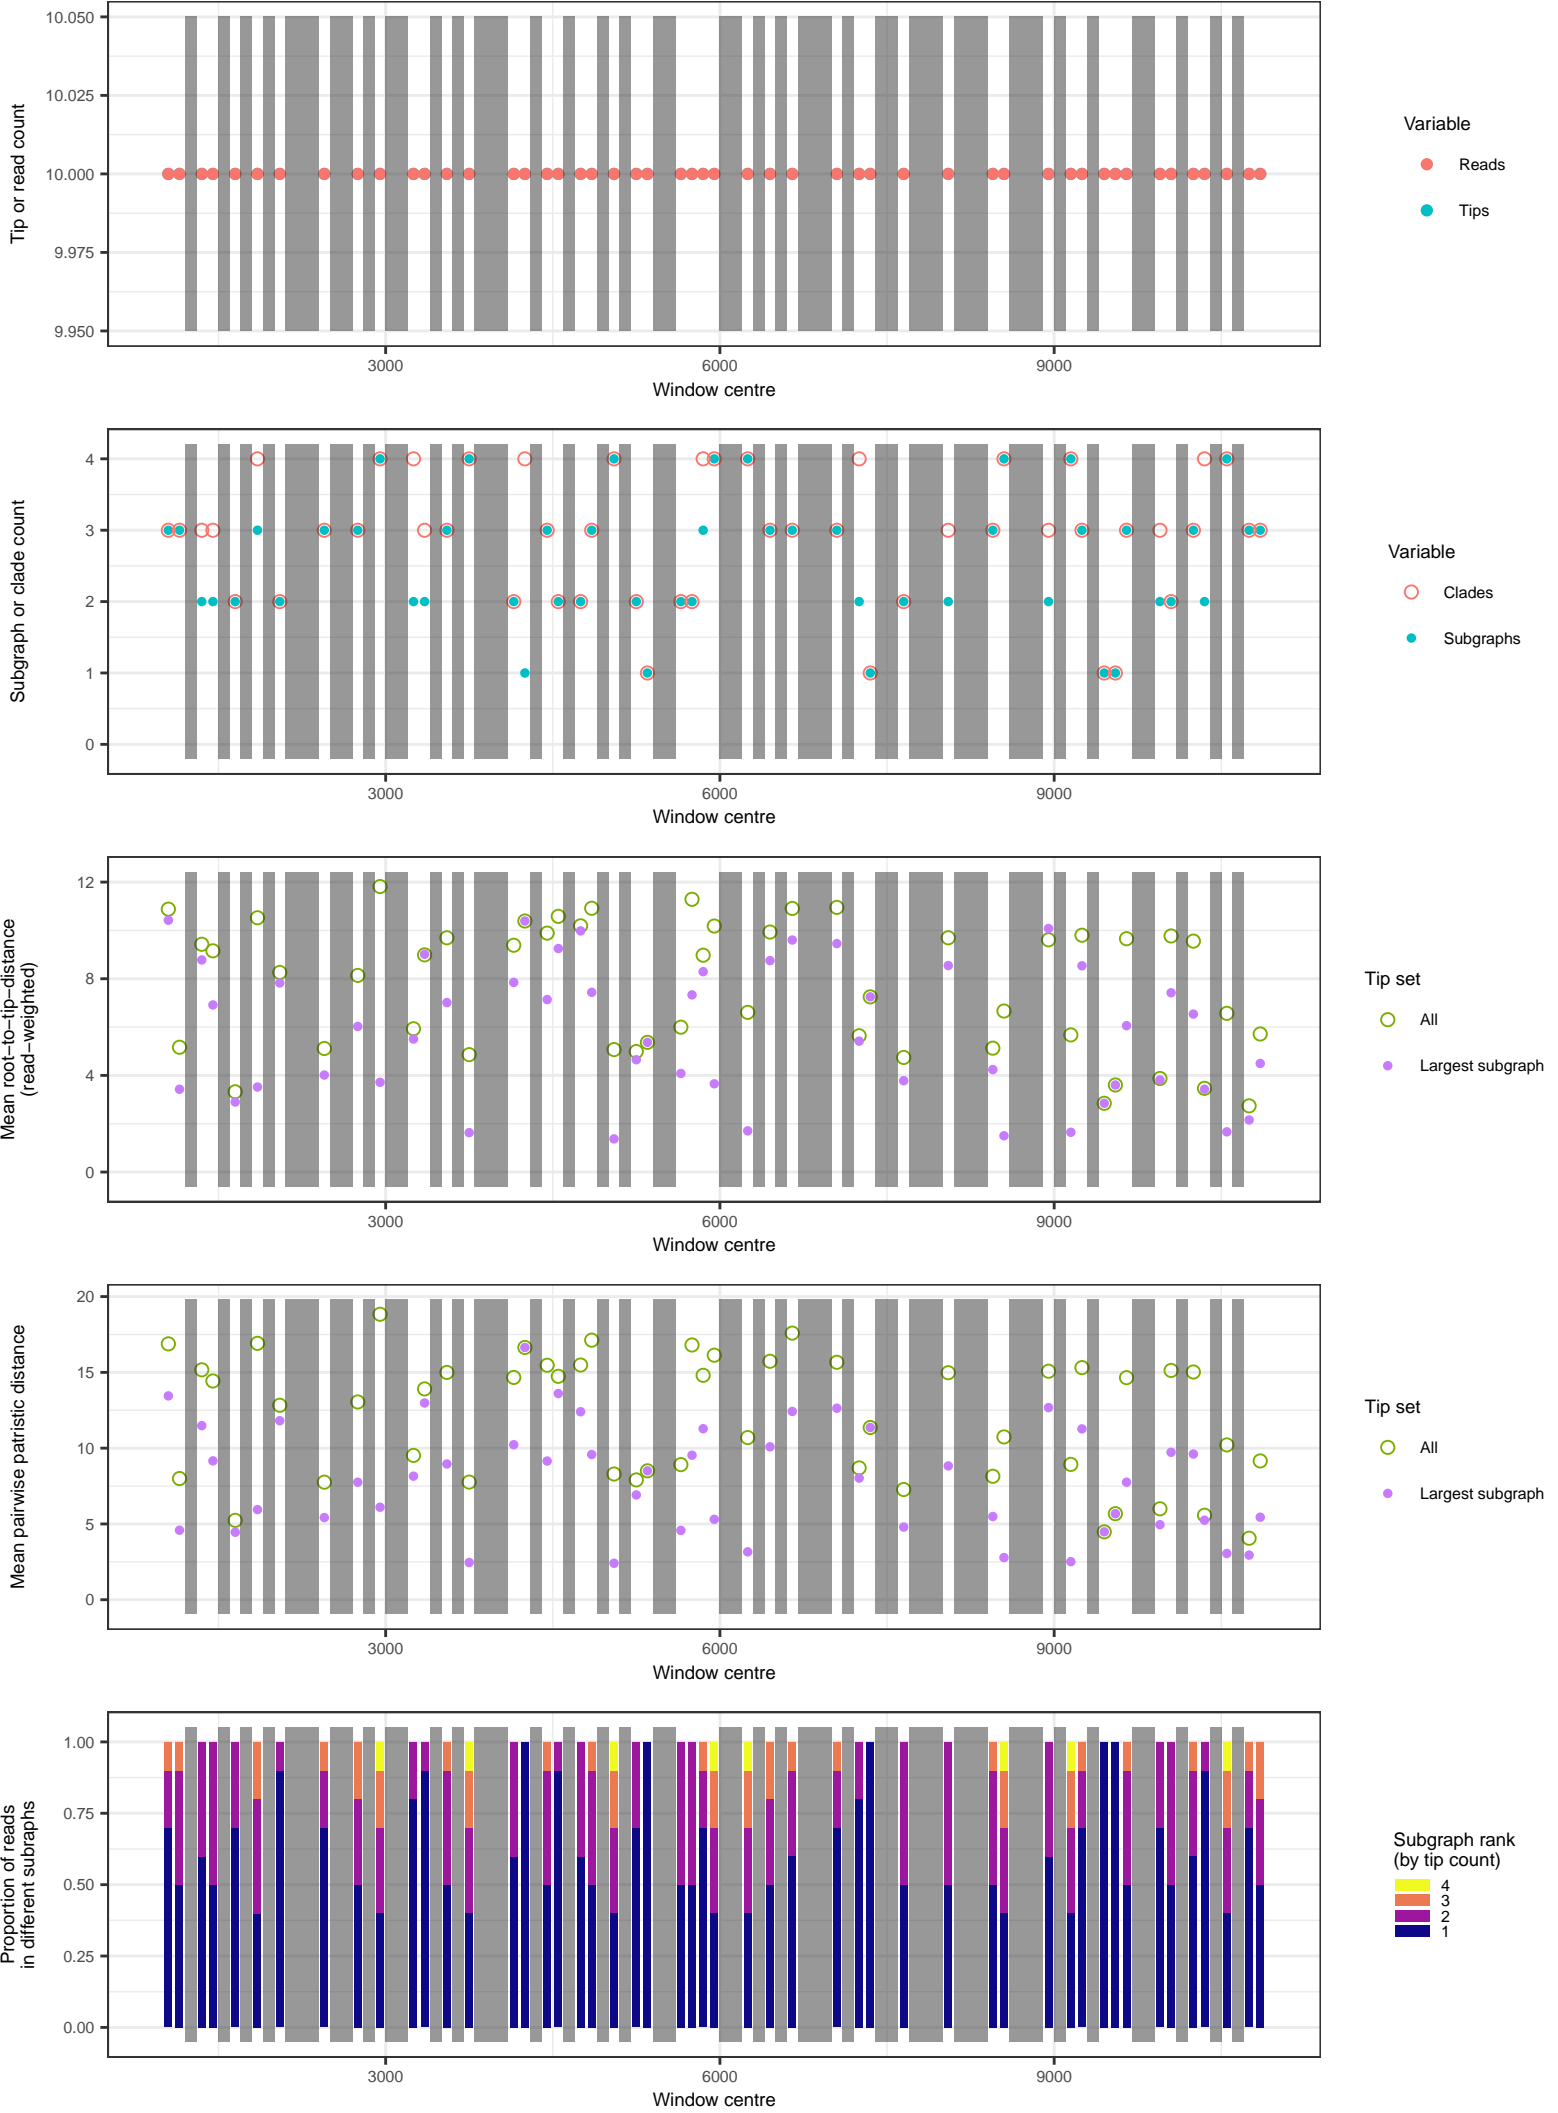 10.050
10.025
10.000
9.975
9.950
Tip or read count
3000
6000
9000
Window centre
Variable
Reads
Tips
4
3
2
1
0
Subgraph or clade count
3000
6000
9000
Window centre
Variable
Clades
Subgraphs
12
8
4
0
Mean root−to−tip−distance
(read−weighted)
3000
6000
9000
Window centre
Tip set
All
Largest subgraph
20
15
10
5
0
Mean pairwise patristic distance
3000
6000
9000
Window centre
Tip set
All
Largest subgraph
1.00
0.75
0.50
0.25
0.00
Proportion of reads
in different subraphs
3000
6000
9000
Window centre
Subgraph rank
(by tip count)
4
3
2
1